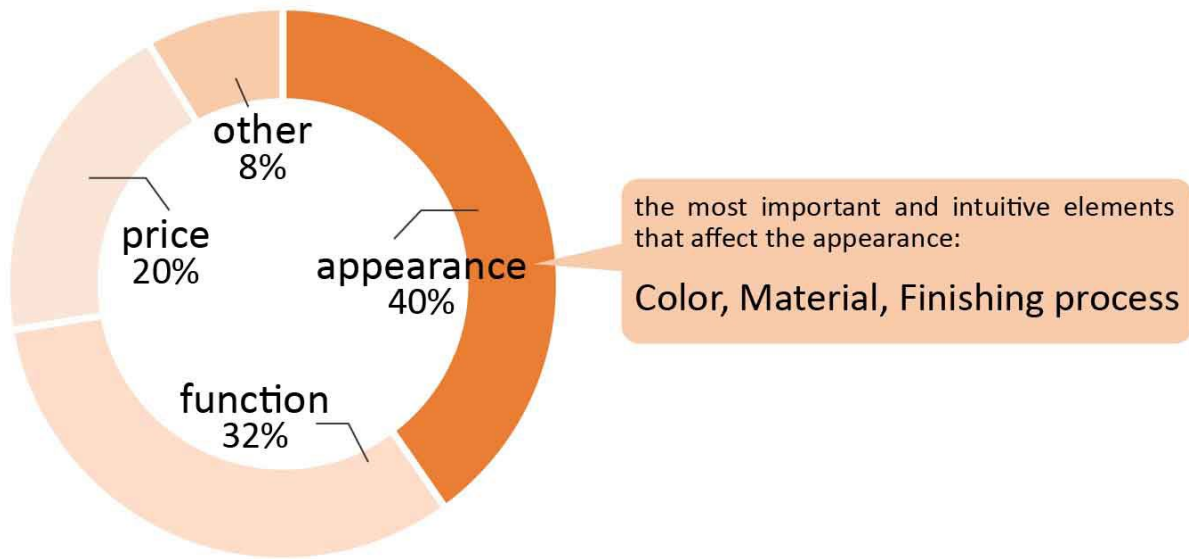 other
8%
price
20%
appearance
40%
function
32%
the most important and intuitive elements
that affect the appearance:
Color, Material, Finishing process